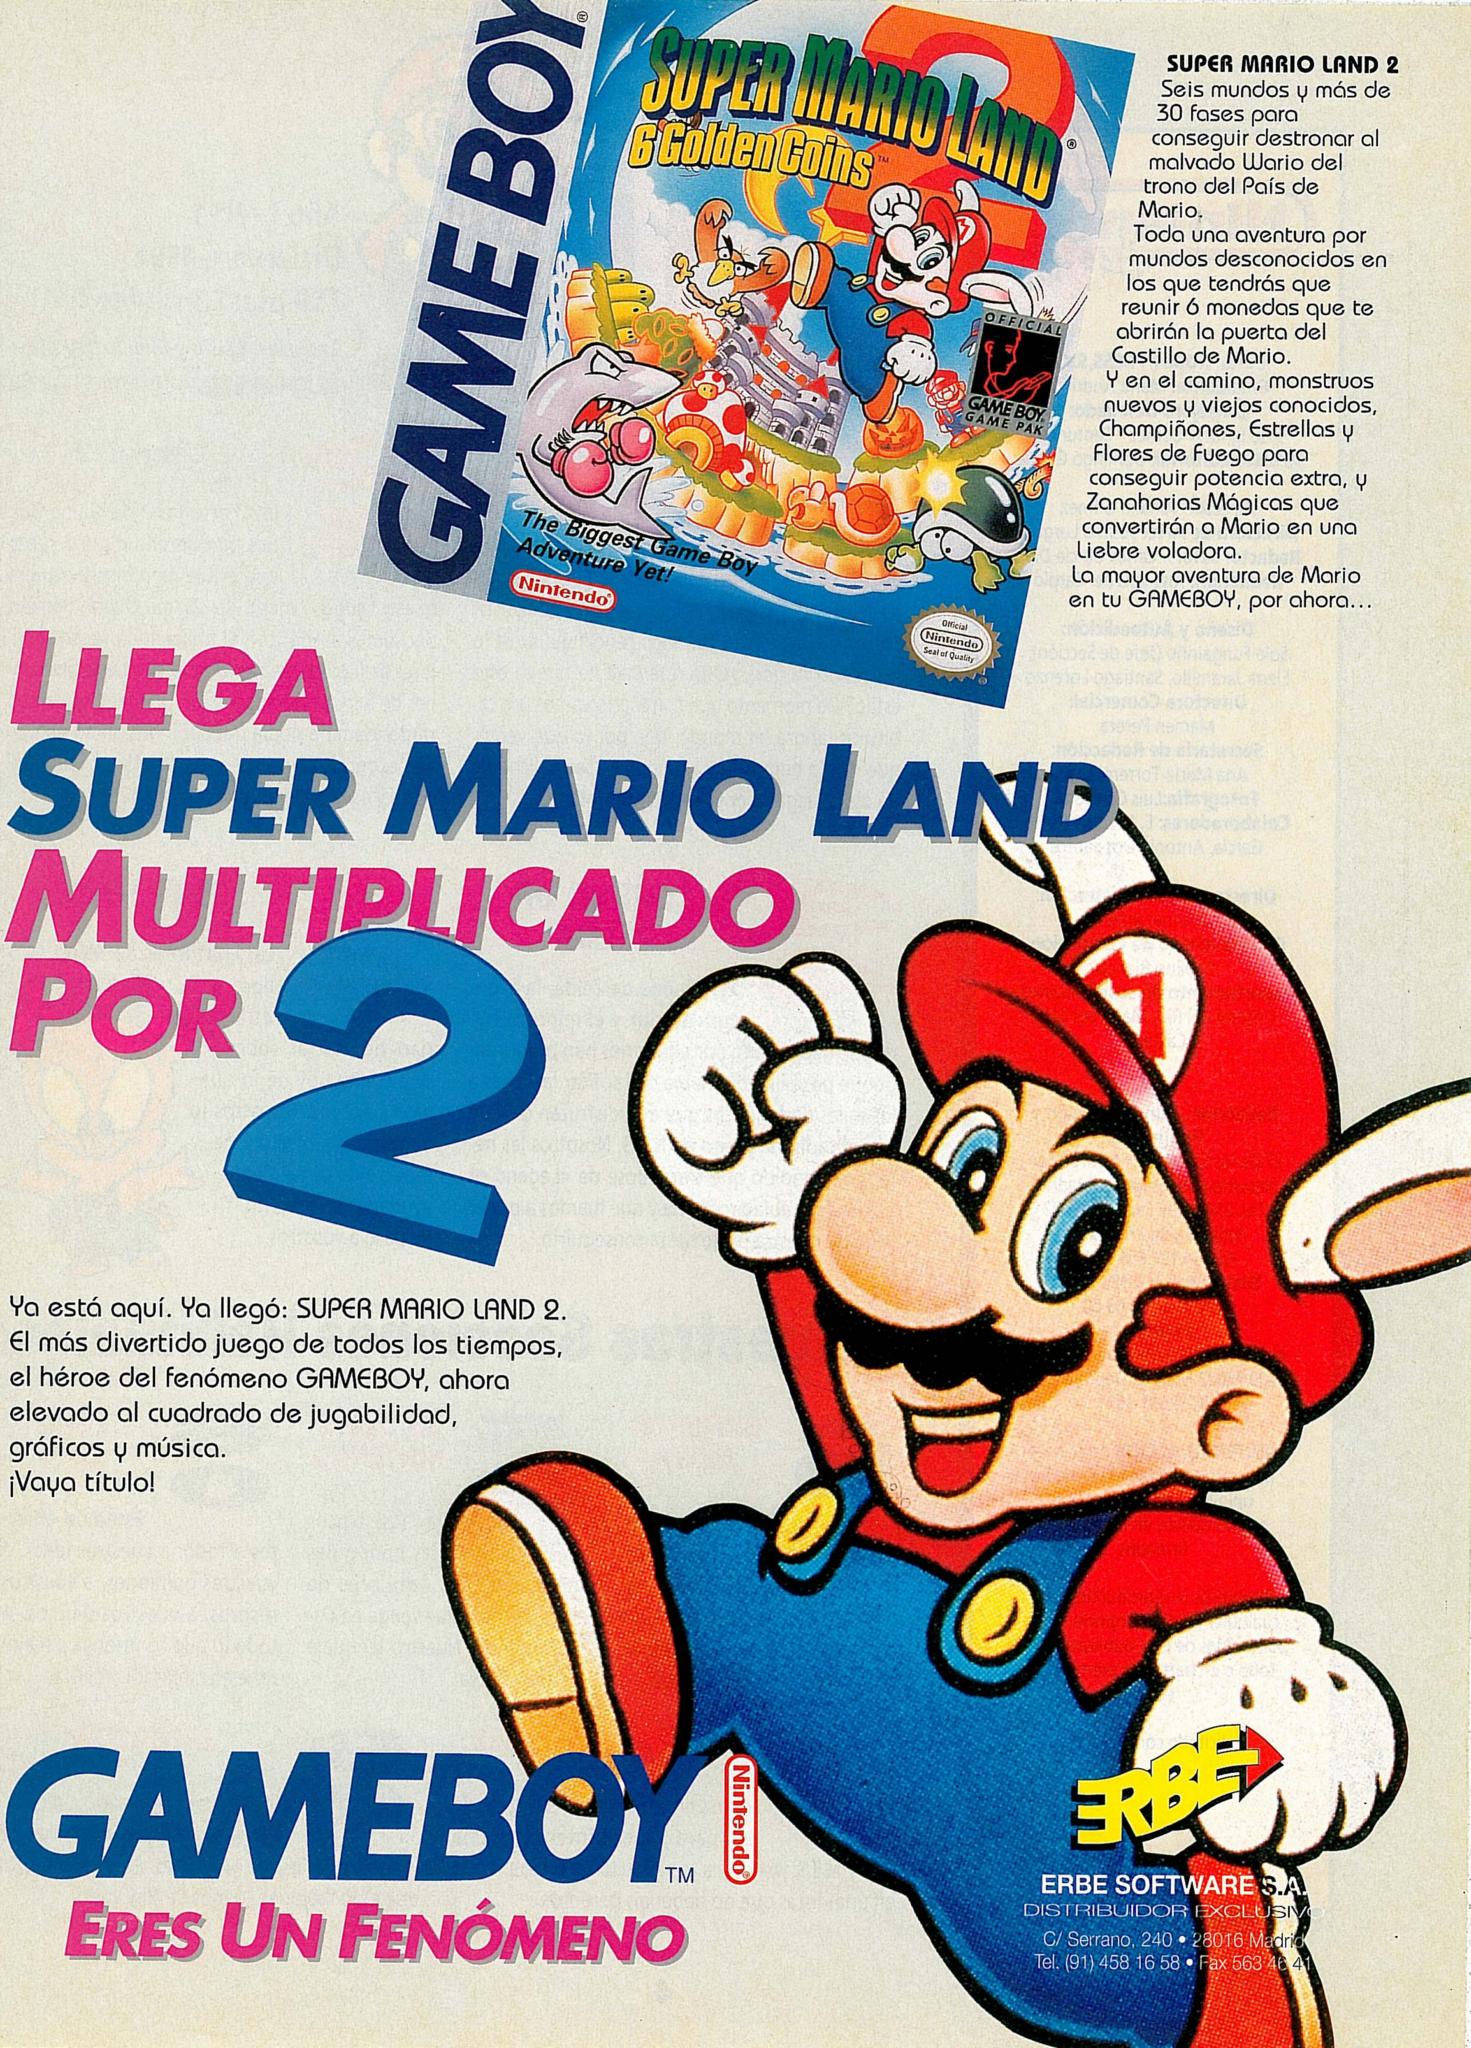 GAME BOY®
SUPER MARIO LAND®
2
6 Golden Coins™
OFFICIAL
GAME BOY®
GAME PAK
The Biggest Game Boy
Adventure Yet!
Nintendo®
Official
Nintendo
Seal of Quality
SUPER MARIO LAND 2
Seis mundos y más de
30 fases para
conseguir destronar al
malvado Wario del
trono del País de
Mario.
Toda una aventura por
mundos desconocidos en
los que tendrás que
reunir 6 monedas que te
abrirán la puerta del
Castillo de Mario.
Y en el camino, monstruos
nuevos y viejos conocidos,
Champiñones, Estrellas y
Flores de Fuego para
conseguir potencia extra, y
Zanahorias Mágicas que
convertirán a Mario en una
Liebre voladora.
La mayor aventura de Mario
en tu GAMEBOY, por ahora...
LLEGA
SUPER MARIO LAND
MULTIPLICADO
POR 2
M
Ya está aquí. Ya llegó: SUPER MARIO LAND 2.
El más divertido juego de todos los tiempos,
el héroe del fenómeno GAMEBOY, ahora
elevado al cuadrado de jugabilidad,
gráficos y música.
¡Vaya título!
GAMEBOY™
Nintendo®
ERES UN FENÓMENO
ERBE
ERBE SOFTWARE S.A.
DISTRIBUIDOR EXCLUSIVO
C/ Serrano, 240 • 28016 Madrid
Tel. (91) 458 16 58 • Fax 563 46 41